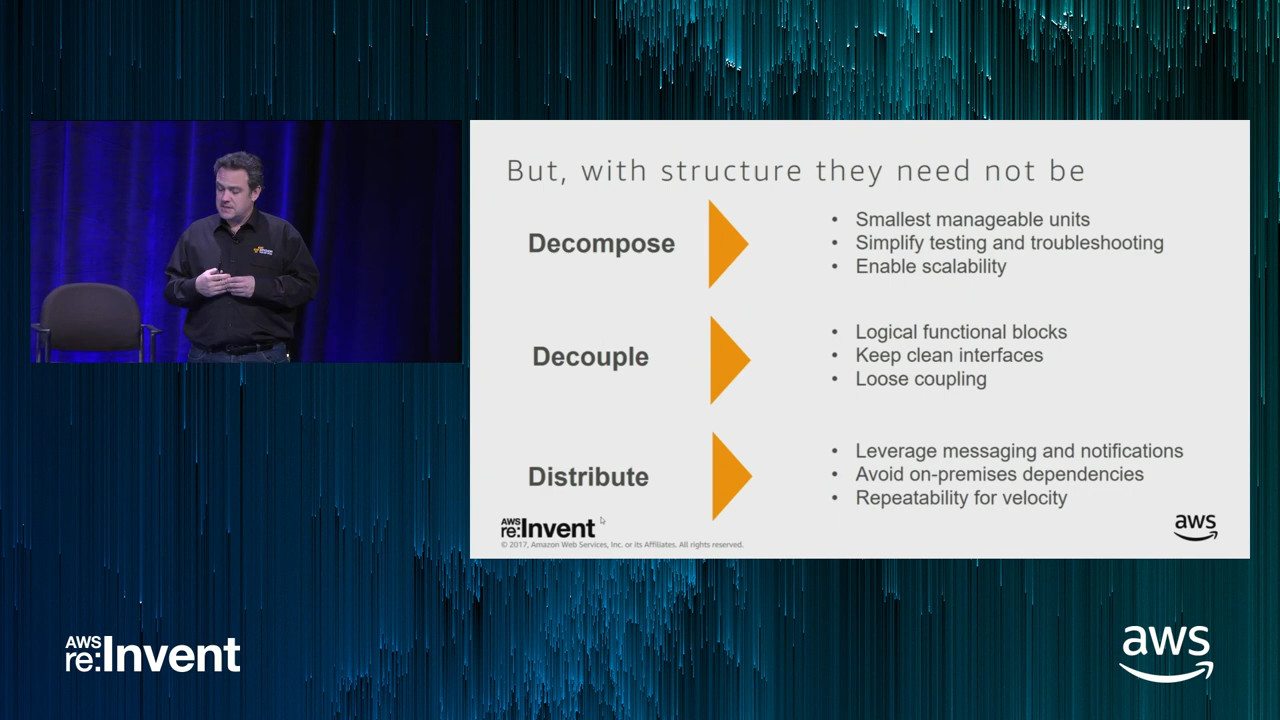 But, with structure they need not be
Decompose
• Smallest manageable units
• Simplify testing and troubleshooting
• Enable scalability
Decouple
• Logical functional blocks
• Keep clean interfaces
• Loose coupling
Distribute
• Leverage messaging and notifications
• Avoid on-premises dependencies
• Repeatability for velocity
AWS
re:Invent
© 2017, Amazon Web Services, Inc. or its Affiliates. All rights reserved.
aws
AWS
re:Invent
aws